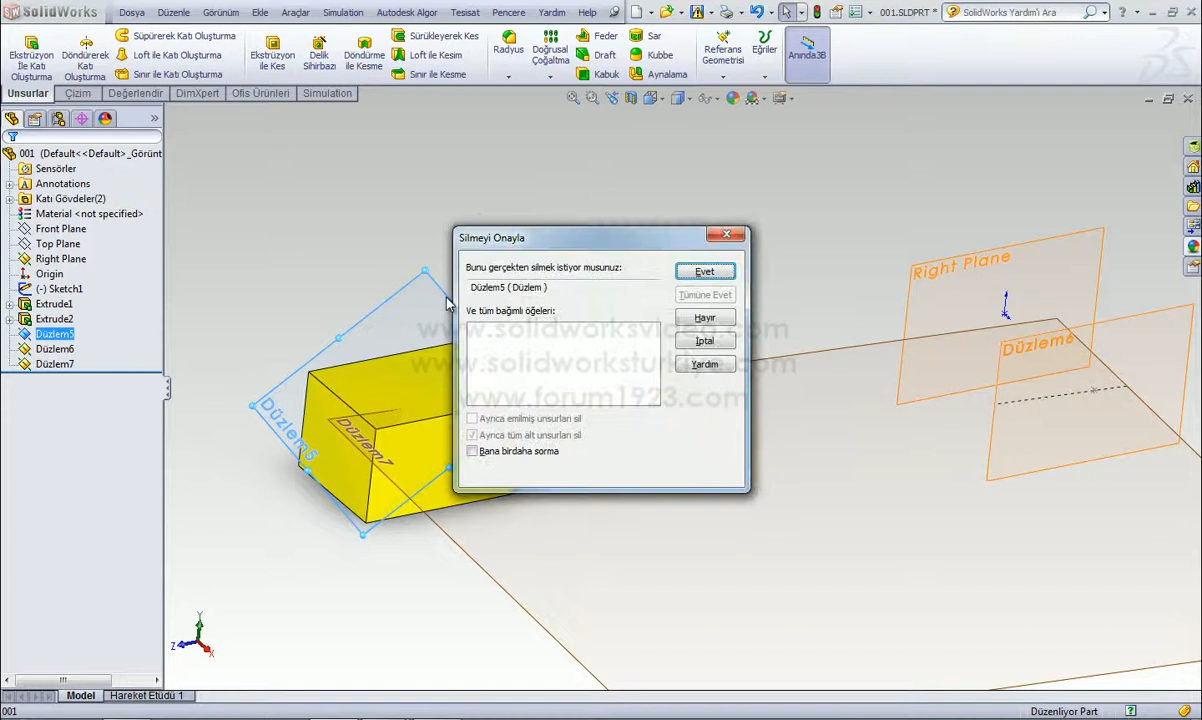 SolidWorks Dosya Düzenle Görünüm Ekle Araçlar Simulation Autodesk Algor Tesisat Pencere Yardım Help 001.SLDPRT * SolidWorks Yardım'ı Ara
Ekstrüzyon İle Katı Oluşturma
Döndürerek Katı Oluşturma
Süpürerek Katı Oluşturma
Loft ile Katı Oluşturma
Sınır ile Katı Oluşturma
Ekstrüzyon ile Kes
Delik Sihirbazı
Döndürme ile Kesme
Sürükleyerek Kes
Loft ile Kesim
Sınır ile Kesme
Radyus
Doğrusal Çoğaltma
Feder
Draft
Kabuk
Sar
Kubbe
Aynalama
Referans Geometrisi
Eğriler
Anında3B
Unsurlar Çizim Değerlendir DimXpert Ofis Ürünleri Simulation
001 (Default<<Default>_Görünt
Sensörler
Annotations
Katı Gövdeler(2)
Material <not specified>
Front Plane
Top Plane
Right Plane
Origin
(-) Sketch1
Extrude1
Extrude2
Düzlem5
Düzlem6
Düzlem7
Right Plane
Düzlem6
Düzlem5
Düzlem7
Silmeyi Onayla
Bunu gerçekten silmek istiyor musunuz:
Düzlem5 ( Düzlem )
Ve tüm bağımlı öğeleri:
Evet
Tümüne Evet
Hayır
İptal
Yardım
Ayrıca emilmiş unsurları sil
Ayrıca tüm alt unsurları sil
Bana birdaha sorma
www.solidworksvideo.com
www.solidworksturkiye.com
www.forum1923.com
Y
Z
X
Model Hareket Etüdü 1
001 Düzenliyor Part